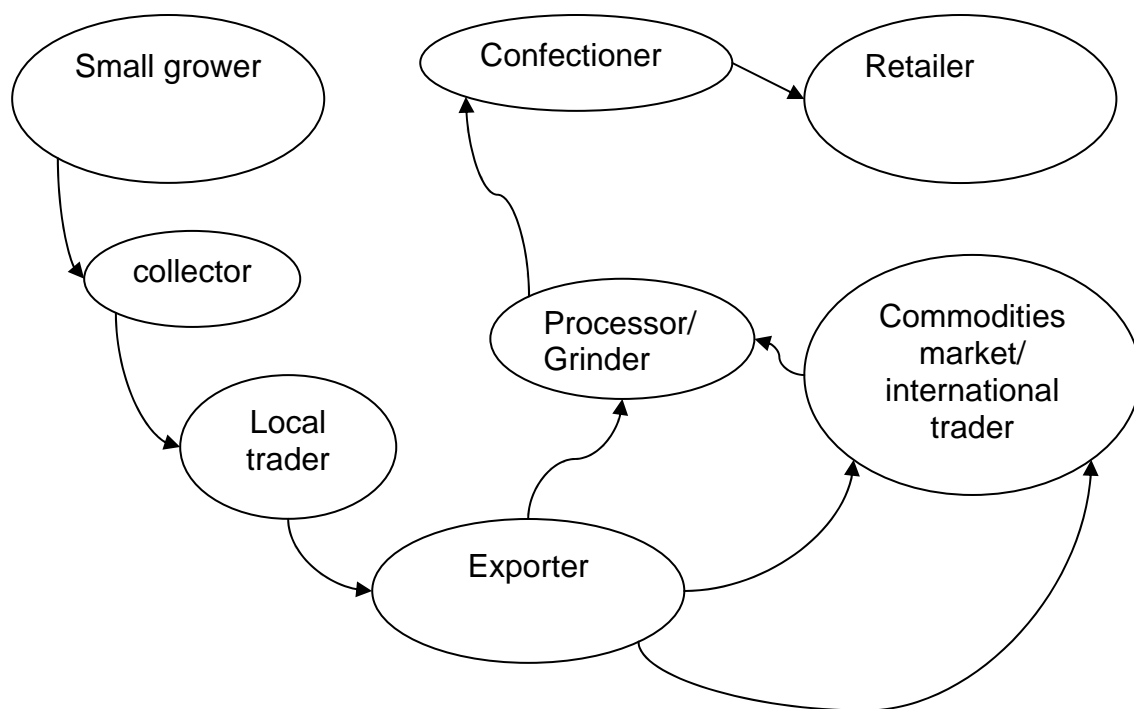 Small grower
Confectioner
Retailer
collector
Processor/
Grinder
Commodities
market/
international
trader
Local
trader
Exporter